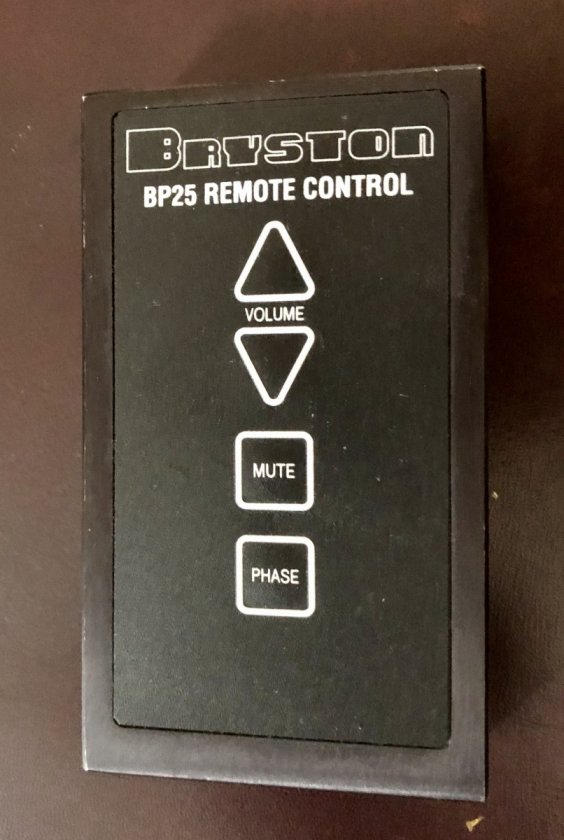 BRYSTON
BP25 REMOTE CONTROL
VOLUME
MUTE
PHASE